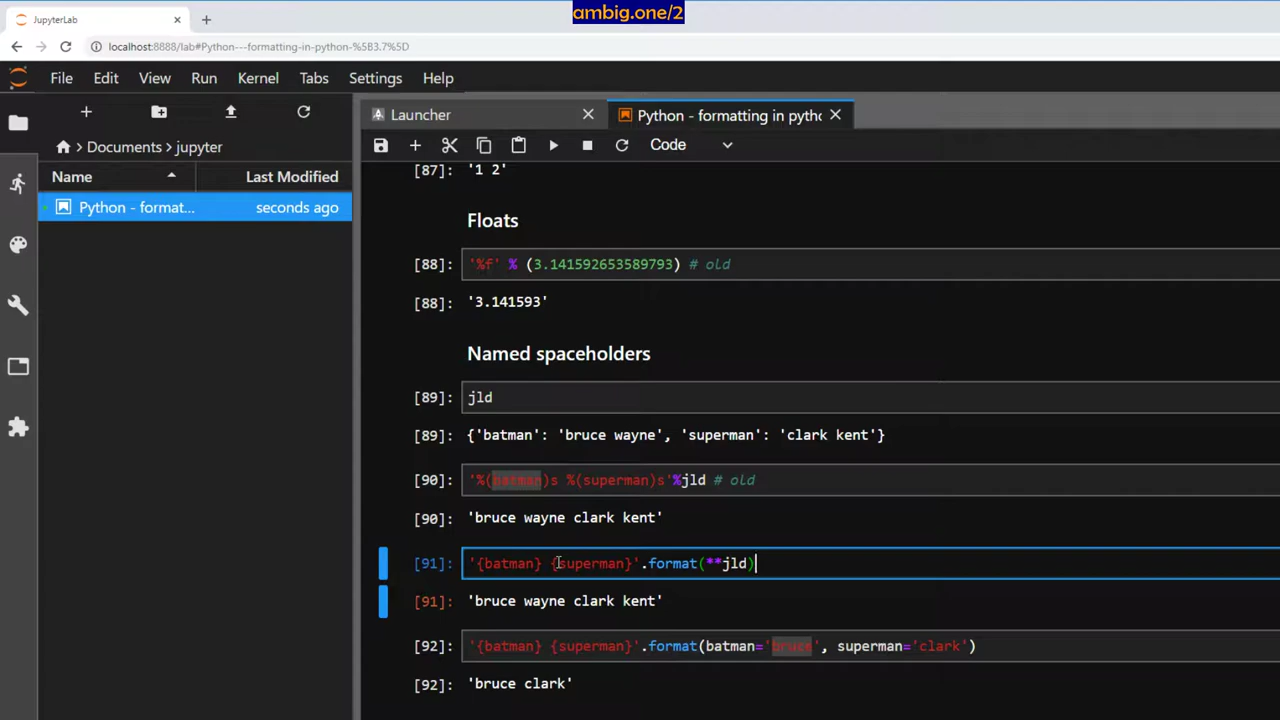 ambig.one/2
JupyterLab
localhost:8888/lab#Python---formatting-in-python-%5B3.7%5D
File Edit View Run Kernel Tabs Settings Help
Launcher
Python - formatting in pytho
Code
Documents jupyter
Name Last Modified
Python - format... seconds ago
[87]: '1 2'
Floats
[88]: '%f' % (3.141592653589793) # old
[88]: '3.141593'
Named spaceholders
[89]: jld
[89]: {'batman': 'bruce wayne', 'superman': 'clark kent'}
[90]: '%(batman)s %(superman)s'%jld # old
[90]: 'bruce wayne clark kent'
[91]: '{batman} {superman}'.format(**jld)
[91]: 'bruce wayne clark kent'
[92]: '{batman} {superman}'.format(batman='bruce', superman='clark')
[92]: 'bruce clark'